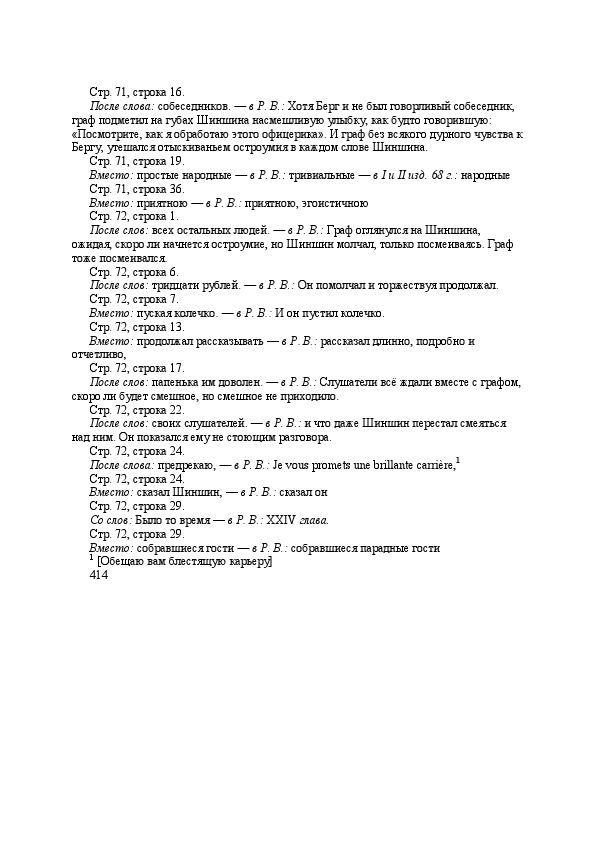 Стр. 71, строка 16.
После слова: собеседников. — в Р. В.: Хотя Берг и не был говорливый собеседник,
граф подметил на губах Шиншина насмешливую улыбку, как будто говорившую:
«Посмотрите, как я обработаю этого офицерика». И граф без всякого дурного чувства к
Бергу, утешался отыскиваньем остроумия в каждом слове Шиншина.
Стр. 71, строка 19.
Вместо: простые народные — в Р. В.: тривиальные — в I и II изд. 68 г.: народные
Стр. 71, строка 36.
Вместо: приятною — в Р. В.: приятною, эгоистичною
Стр. 72, строка 1.
После слов: всех остальных людей. — в Р. В.: Граф оглянулся на Шиншина,
ожидая, скоро ли начнется остроумие, но Шиншин молчал, только посмеиваясь. Граф
тоже посмеивался.
Стр. 72, строка 6.
После слов: тридцати рублей. — в Р. В.: Он помолчал и торжествуя продолжал.
Стр. 72, строка 7.
Вместо: пуская колечко. — в Р. В.: И он пустил колечко.
Стр. 72, строка 13.
Вместо: продолжал рассказывать — в Р. В.: рассказал длинно, подробно и
отчетливо,
Стр. 72, строка 17.
После слов: папенька им доволен. — в Р. В.: Слушатели всё ждали вместе с графом,
скоро ли будет смешное, но смешное не приходило.
Стр. 72, строка 22.
После слов: своих слушателей. — в Р. В.: и что даже Шиншин перестал смеяться
над ним. Он показался ему не стоющим разговора.
Стр. 72, строка 24.
После слова: предрекаю, — в Р. В.: Je vous promets une brillante carrière,1
Стр. 72, строка 24.
Вместо: сказал Шиншин, — в Р. В.: сказал он
Стр. 72, строка 29.
Со слов: Было то время — в Р. В.: XXIV глава.
Стр. 72, строка 29.
Вместо: собравшиеся гости — в Р. В.: собравшиеся парадные гости
1 [Обещаю вам блестящую карьеру]
414